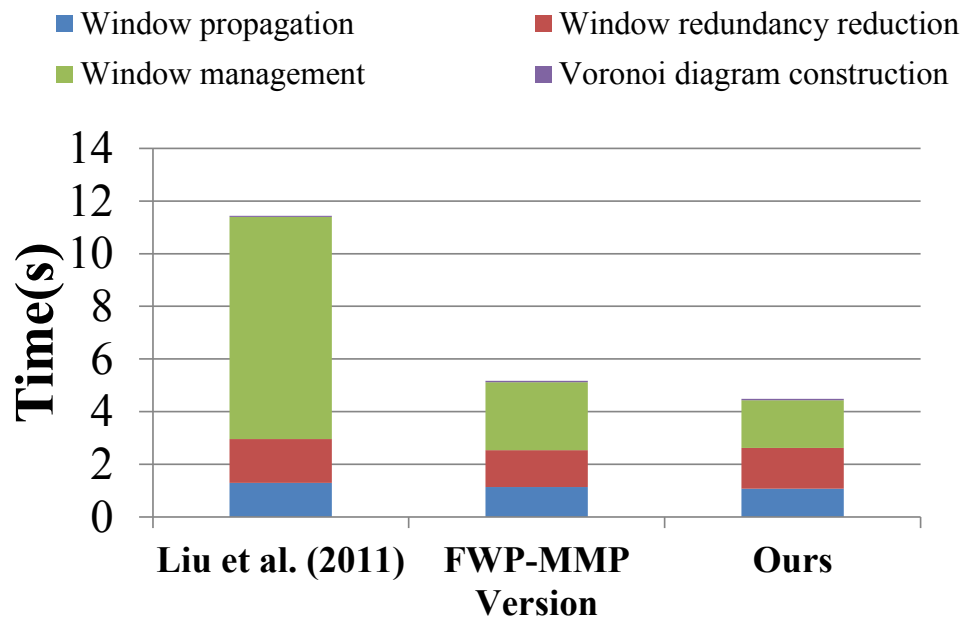 Window propagation
Window redundancy reduction
Window management
Voronoi diagram construction
14
12
10
8
6
4
2
0
Time(s)
Liu et al. (2011)
FWP-MMP
Version
Ours